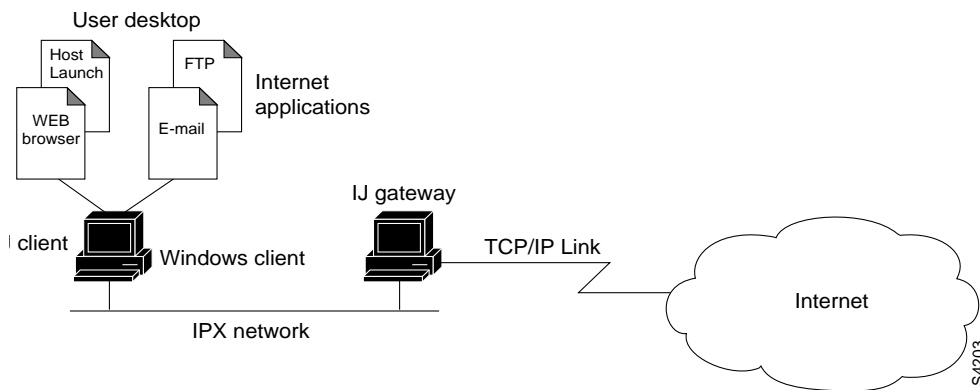 User desktop
Host
Launch
FTP
Internet
applications
WEB
browser
E-mail
IJ gateway
client
Windows client
TCP/IP Link
Internet
IPX network
S4203